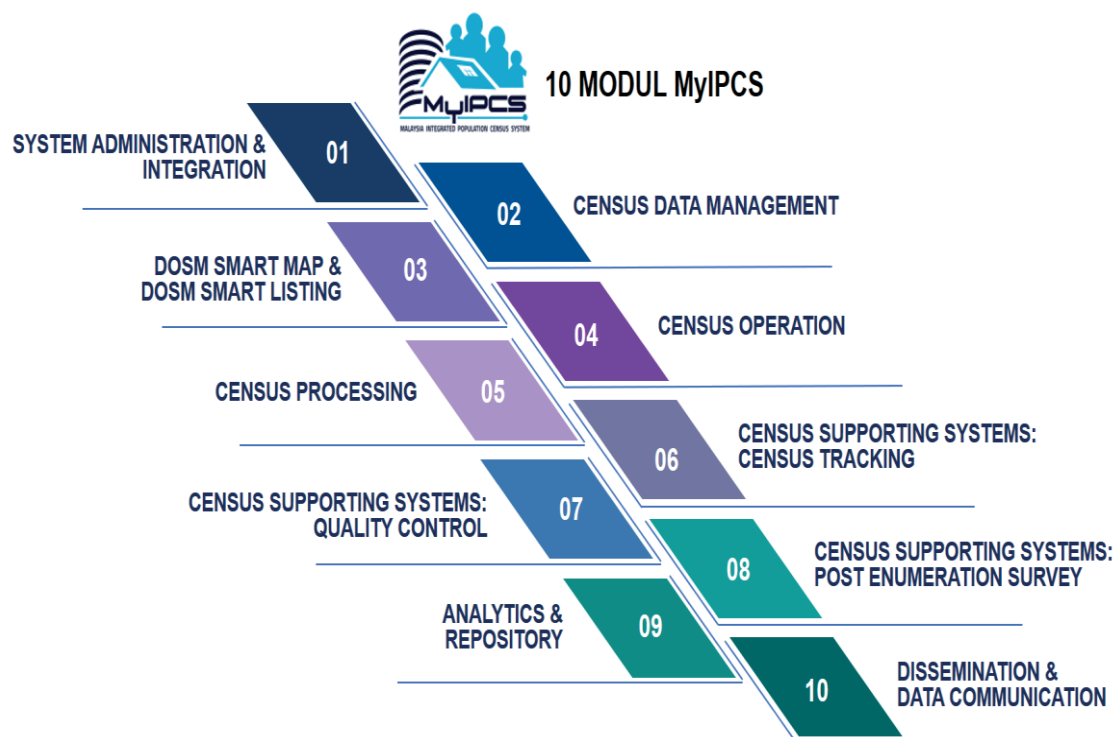 MyIPCS
MALAYSIA INTEGRATED POPULATION CENSUS SYSTEM
10 MODUL MyIPCS
01
SYSTEM ADMINISTRATION &
INTEGRATION
02
CENSUS DATA MANAGEMENT
03
DOSM SMART MAP &
DOSM SMART LISTING
04
CENSUS OPERATION
05
CENSUS PROCESSING
06
CENSUS SUPPORTING SYSTEMS:
CENSUS TRACKING
07
CENSUS SUPPORTING SYSTEMS:
QUALITY CONTROL
08
CENSUS SUPPORTING SYSTEMS:
POST ENUMERATION SURVEY
09
ANALYTICS &
REPOSITORY
10
DISSEMINATION &
DATA COMMUNICATION